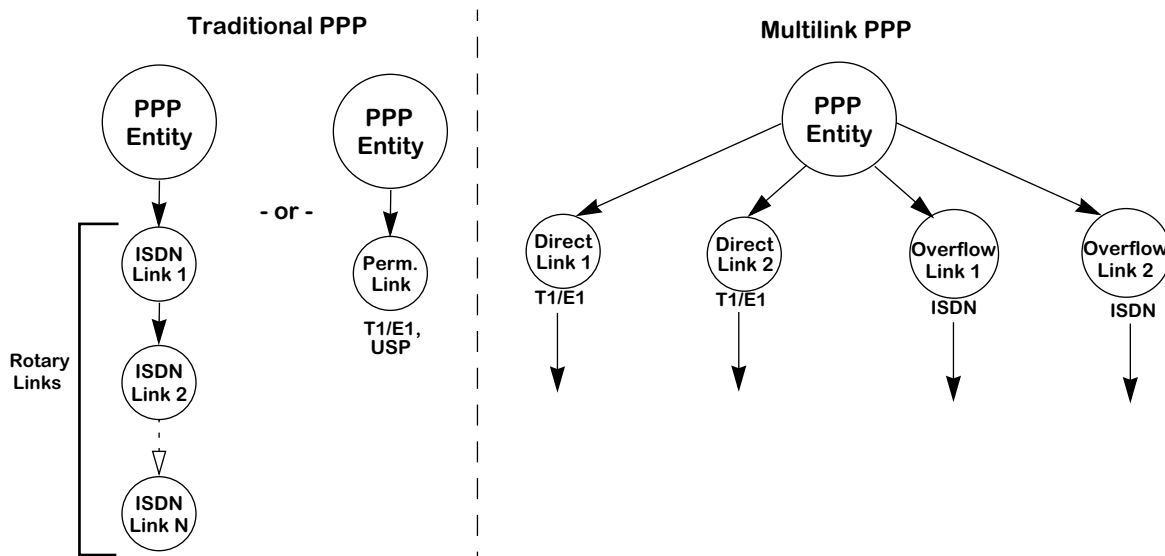 Traditional PPP
PPP
Entity
ISDN
Link 1
ISDN
Link 2
ISDN
Link N
Rotary
Links
- or -
PPP
Entity
Perm.
Link
T1/E1,
USP
Multilink PPP
PPP
Entity
Direct
Link 1
T1/E1
Direct
Link 2
T1/E1
Overflow
Link 1
ISDN
Overflow
Link 2
ISDN